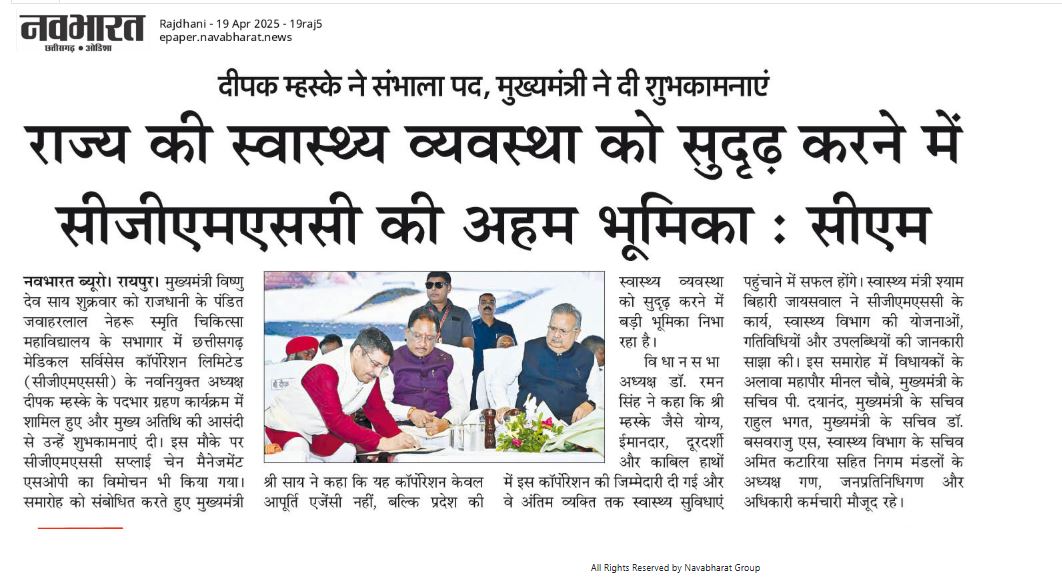 नवभारत
छत्तीसगढ़ • ओडिशा
Rajdhani - 19 Apr 2025 - 19raj5
epaper.navabharat.news
दीपक म्हस्के ने संभाला पद, मुख्यमंत्री ने दी शुभकामनाएं
राज्य की स्वास्थ्य व्यवस्था को सुदृढ़ करने में
सीजीएमएससी की अहम भूमिका : सीएम
नवभारत ब्यूरो। रायपुर। मुख्यमंत्री विष्णु
देव साय शुक्रवार को राजधानी के पंडित
जवाहरलाल नेहरू स्मृति चिकित्सा
महाविद्यालय के सभागार में छत्तीसगढ़
मेडिकल सर्विसेस कॉर्पोरेशन लिमिटेड
(सीजीएमएससी) के नवनियुक्त अध्यक्ष
दीपक म्हस्के के पदभार ग्रहण कार्यक्रम में
शामिल हुए और मुख्य अतिथि की आसंदी
से उन्हें शुभकामनाएं दी। इस मौके पर
सीजीएमएससी सप्लाई चेन मैनेजमेंट
एसओपी का विमोचन भी किया गया।
समारोह को संबोधित करते हुए मुख्यमंत्री
श्री साय ने कहा कि यह कॉर्पोरेशन केवल
आपूर्ति एजेंसी नहीं, बल्कि प्रदेश की
स्वास्थ्य व्यवस्था
को सुदृढ़ करने में
बड़ी भूमिका निभा
रहा है।
विधानसभा
अध्यक्ष डॉ. रमन
सिंह ने कहा कि श्री
म्हस्के जैसे योग्य,
ईमानदार, दूरदर्शी
और काबिल हाथों
में इस कॉर्पोरेशन की जिम्मेदारी दी गई और
वे अंतिम व्यक्ति तक स्वास्थ्य सुविधाएं
पहुंचाने में सफल होंगे। स्वास्थ्य मंत्री श्याम
बिहारी जायसवाल ने सीजीएमएससी के
कार्य, स्वास्थ्य विभाग की योजनाओं,
गतिविधियों और उपलब्धियों की जानकारी
साझा की। इस समारोह में विधायकों के
अलावा महापौर मीनल चौबे, मुख्यमंत्री के
सचिव पी. दयानंद, मुख्यमंत्री के सचिव
राहुल भगत, मुख्यमंत्री के सचिव डॉ.
बसवराजु एस, स्वास्थ्य विभाग के सचिव
अमित कटारिया सहित निगम मंडलों के
अध्यक्ष गण, जनप्रतिनिधिगण और
अधिकारी कर्मचारी मौजूद रहे।
All Rights Reserved by Navabharat Group